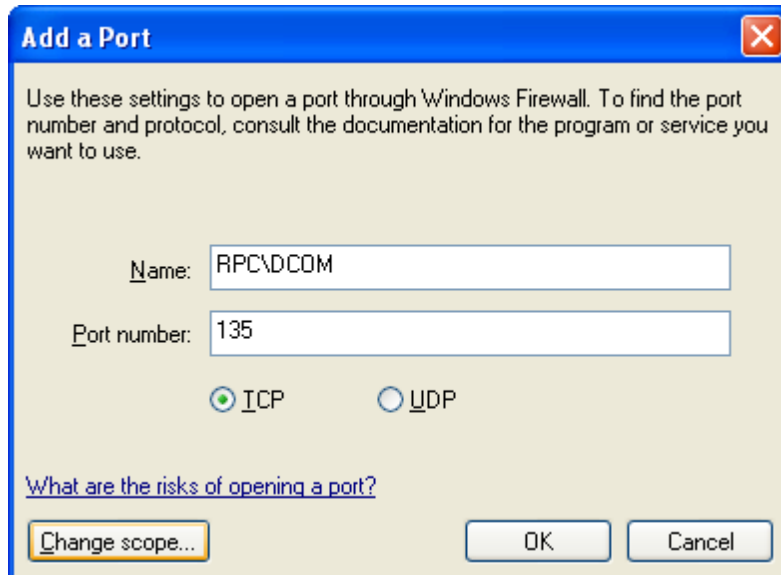 Add a Port
Use these settings to open a port through Windows Firewall. To find the port
number and protocol, consult the documentation for the program or service you
want to use.
Name: RPC\DCOM
Port number: 135
TCP UDP
What are the risks of opening a port?
Change scope... OK Cancel